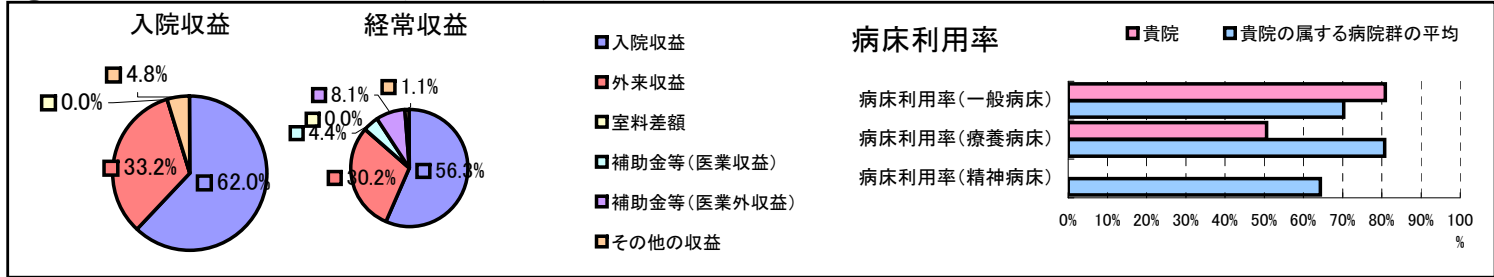 入院収益
4.8%
0.0%
33.2%
62.0%
経常収益
1.1%
8.1%
0.0%
4.4%
30.2%
56.3%
入院収益
外来収益
室料差額
補助金等(医業収益)
補助金等(医業外収益)
その他の収益
病床利用率
貴院
貴院の属する病院群の平均
病床利用率(一般病床)
病床利用率(療養病床)
病床利用率(精神病床)
0% 10% 20% 30% 40% 50% 60% 70% 80% 90% 100
%